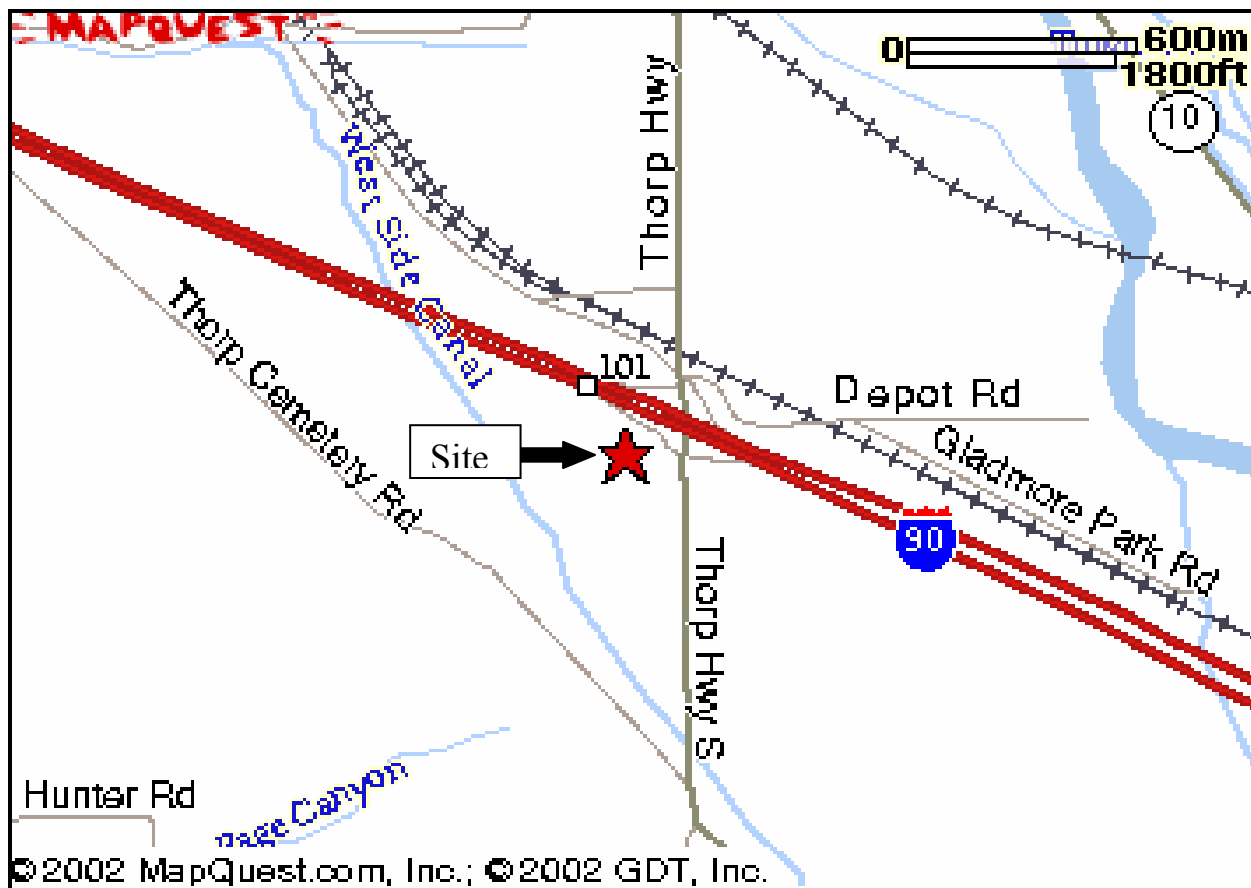 MAPQUEST
0 600m
1800ft
10
Thorp Hwy
West Side Canal
Thorp Cemetery Rd
101
Depot Rd
Gladmore Park Rd
Site
90
Thorp Hwy S
Hunter Rd
Page Canyon
©2002 MapQuest.com, Inc.; ©2002 GDT, Inc.